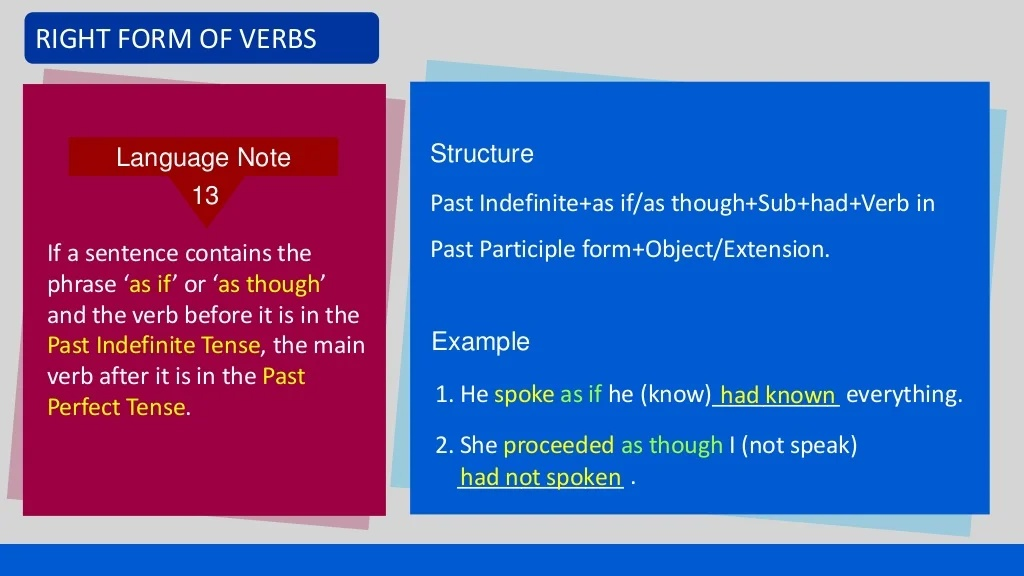 RIGHT FORM OF VERBS
Language Note
13
If a sentence contains the
phrase ‘as if’ or ‘as though’
and the verb before it is in the
Past Indefinite Tense, the main
verb after it is in the Past
Perfect Tense.
Structure
Past Indefinite+as if/as though+Sub+had+Verb in
Past Participle form+Object/Extension.
Example
1. He spoke as if he (know)_had known_ everything.
2. She proceeded as though I (not speak)
had not spoken .